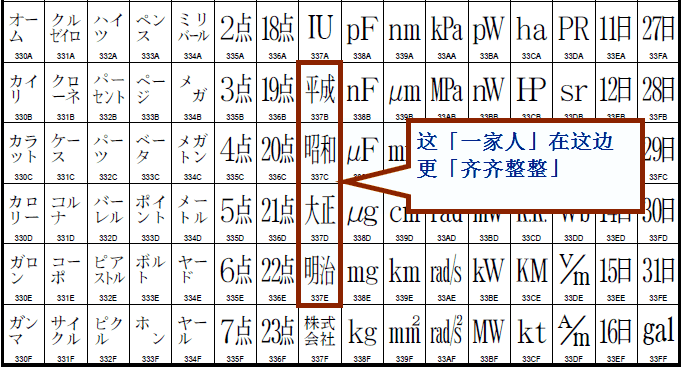 オーム クルゼイロ ハイツ ペンス ミリバール 2点 18点 IU pF nm kPa pW ha PR 11日 27日
330A 331A 332A 333A 334A 335A 336A 337A 338A 339A 33AA 33BA 33CA 33DA 33EA 33FA
カイリ クローネ パーセント ページ メガ 3点 19点 平成 nF μm MPa nW HP sr 12日 28日
330B 331B 332B 333B 334B 335B 336B 337B 338B 339B 33AB 33BB 33CB 33DB 33EB 33FB
カラット ケース パーツ ベータ メガトン 4点 20点 昭和 μF 29日
330C 331C 332C 333C 334C 335C 336C 337C 33FC
这「一家人」在这边
更「齐齐整整」
カロリー コルナ バーレル ポイント メートル 5点 21点 大正 μg cm rad mW 14日 30日
330D 331D 332D 333D 334D 335D 336D 337D 338D 339D 33AD 33BD 33CD 33DD 33ED 33FD
ガロン コーポ ピアストル ボルト ヤード 6点 22点 明治 mg km rad/s kW KM V/m 15日 31日
330E 331E 332E 333E 334E 335E 336E 337E 338E 339E 33AE 33BE 33CE 33DE 33EE 33FE
ガンマ サイクル ピクル ホン ヤール 7点 23点 株式会社 kg mm² rad/s² MW kt A/m 16日 gal
330F 331F 332F 333F 334F 335F 336F 337F 338F 339F 33AF 33BF 33CF 33DF 33EF 33FF